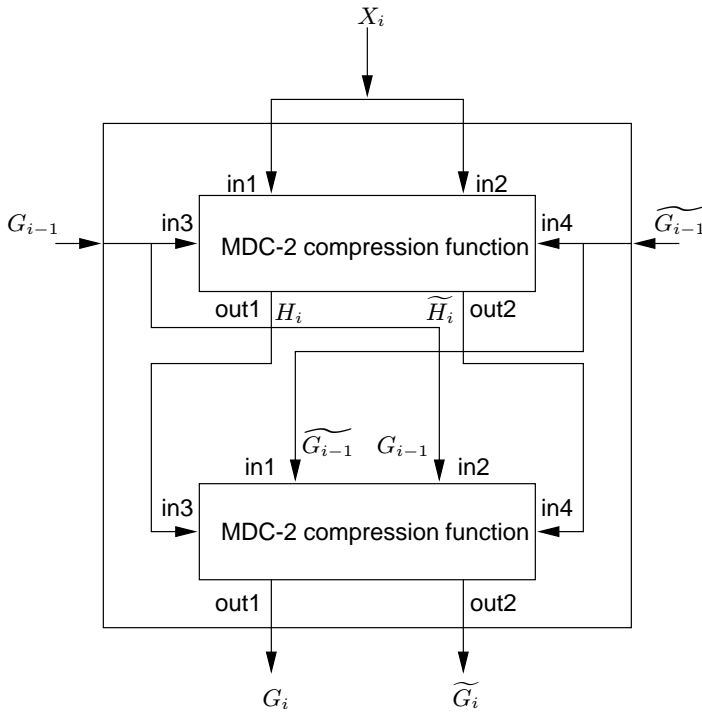 $X_i$
in1
in2
$G_{i-1}$
in3
in4
$\widetilde{G_{i-1}}$
MDC-2 compression function
out1
$H_i$
$\widetilde{H_i}$
out2
$\widetilde{G_{i-1}}$
$G_{i-1}$
in1
in2
in3
in4
MDC-2 compression function
out1
out2
$G_i$
$\widetilde{G_i}$